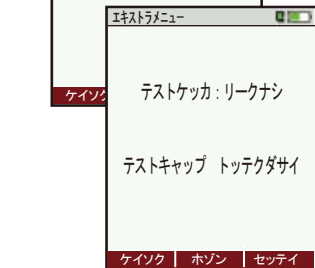 エキストラメニュー
テストケッカ : リークナシ
テストキャップ トッテクダサイ
ケイソク
ケイソク ホゾン セッテイ